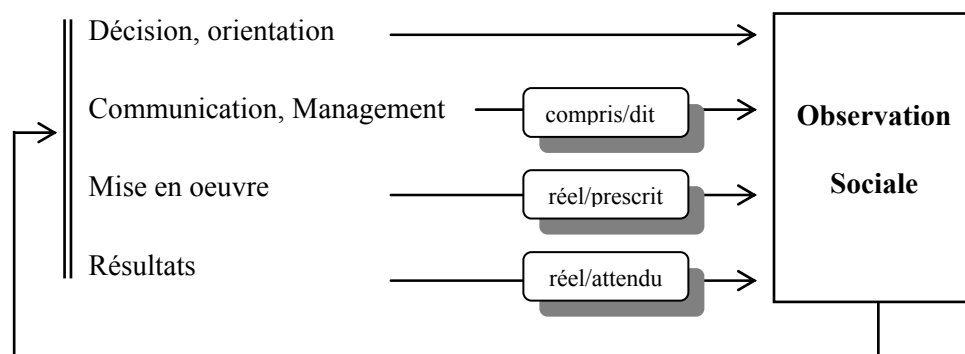 Décision, orientation
Communication, Management
compris/dit
Observation
Sociale
Mise en oeuvre
réel/prescrit
Résultats
réel/attendu